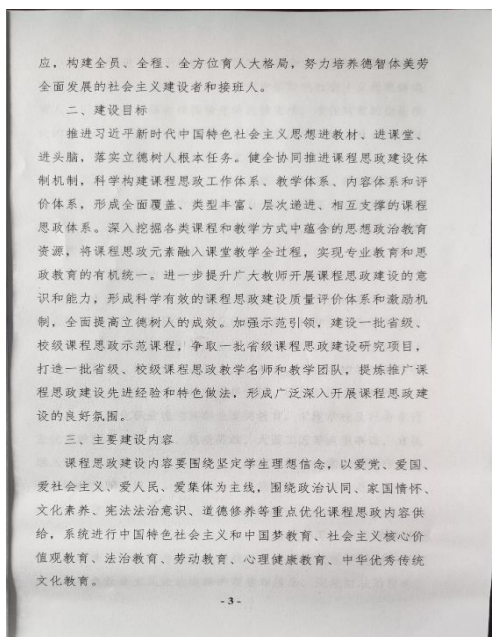 应，构建全员、全程、全方位育人大格局，努力培养德智体美劳
全面发展的社会主义建设者和接班人。
二、建设目标
推进习近平新时代中国特色社会主义思想进教材、进课堂、
进头脑，落实立德树人根本任务。健全协同推进课程思政建设体
制机制，科学构建课程思政工作体系、教学体系、内容体系和评
价体系，形成全面覆盖、类型丰富、层次递进、相互支撑的课程
思政体系。深入挖掘各类课程和教学方式中蕴含的思想政治教育
资源，将课程思政元素融入课堂教学全过程，实现专业教育和思
政教育的有机统一。进一步提升广大教师开展课程思政建设的意
识和能力，形成科学有效的课程思政建设质量评价体系和激励机
制，全面提高立德树人的成效。加强示范引领，建设一批省级、
校级课程思政示范课程，争取一批省级课程思政建设研究项目，
打造一批省级、校级课程思政教学名师和教学团队，提炼推广课
程思政建设先进经验和特色做法，形成广泛深入开展课程思政建
设的良好氛围。
三、主要建设内容
课程思政建设内容要围绕坚定学生理想信念，以爱党、爱国、
爱社会主义、爱人民、爱集体为主线，围绕政治认同、家国情怀、
文化素养、宪法法治意识、道德修养等重点优化课程思政内容供
给，系统进行中国特色社会主义和中国梦教育、社会主义核心价
值观教育、法治教育、劳动教育、心理健康教育、中华优秀传统
文化教育。
- 3 -